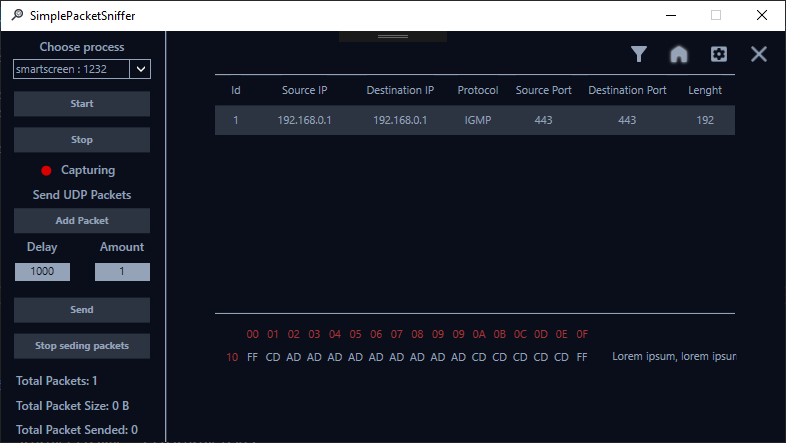 SimplePacketSniffer
Choose process
smartscreen : 1232
Start
Stop
Capturing
Send UDP Packets
Add Packet
Delay Amount
1000 1
Send
Stop seding packets
Total Packets: 1
Total Packet Size: 0 B
Total Packet Sended: 0
Id Source IP Destination IP Protocol Source Port Destination Port Lenght
1 192.168.0.1 192.168.0.1 IGMP 443 443 192
00 01 02 03 04 05 06 07 08 09 09 0A 0B 0C 0D 0E 0F
10 FF CD AD AD AD AD AD AD AD AD AD CD CD CD CD CD FF Lorem ipsum, lorem ipsum